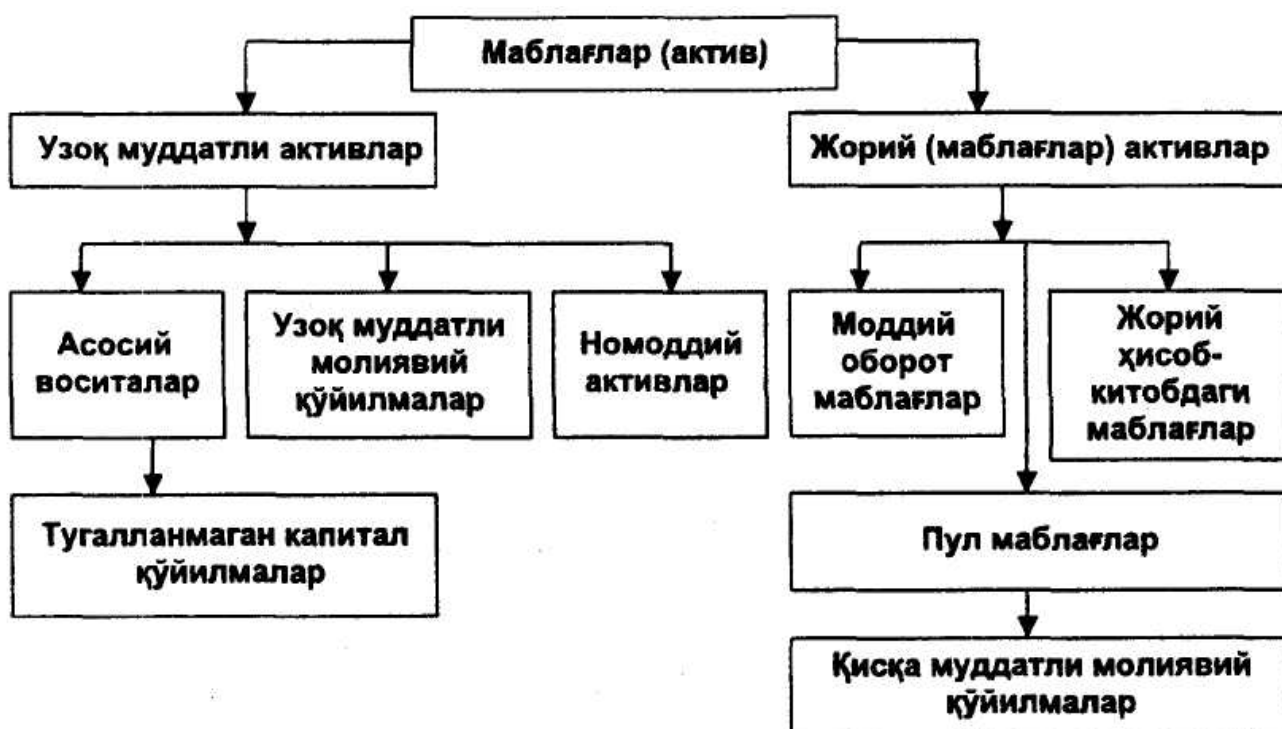 Маблағлар (актив)
Узоқ муддатли активлар
Жорий (маблағлар) активлар
Асосий
воситалар
Узоқ муддатли
молиявий
қўйилмалар
Номоддий
активлар
Моддий
оборот
маблағлар
Жорий
ҳисоб-
китобдаги
маблағлар
Тугалланмаган капитал
қўйилмалар
Пул маблағлар
Қисқа муддатли молиявий
қўйилмалар